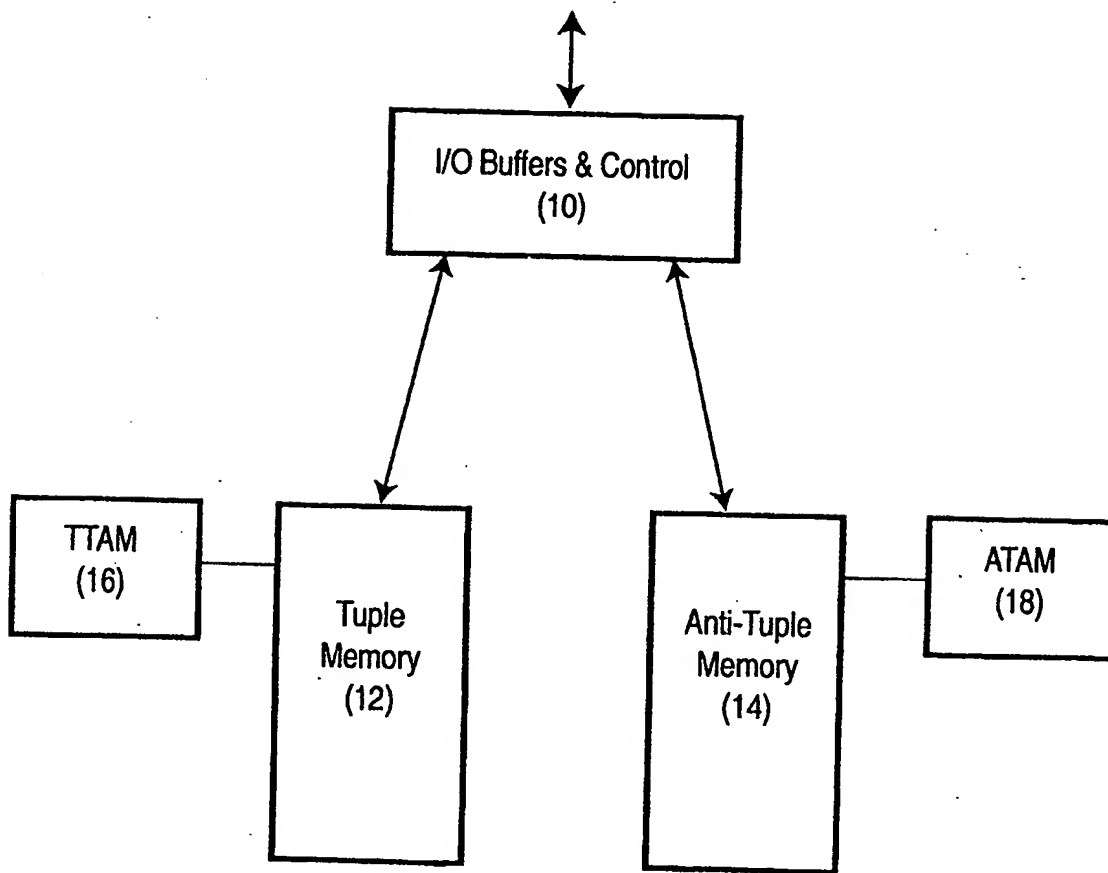 I/O Buffers & Control
(10)
TTAM
(16)
Tuple
Memory
(12)
Anti-Tuple
Memory
(14)
ATAM
(18)